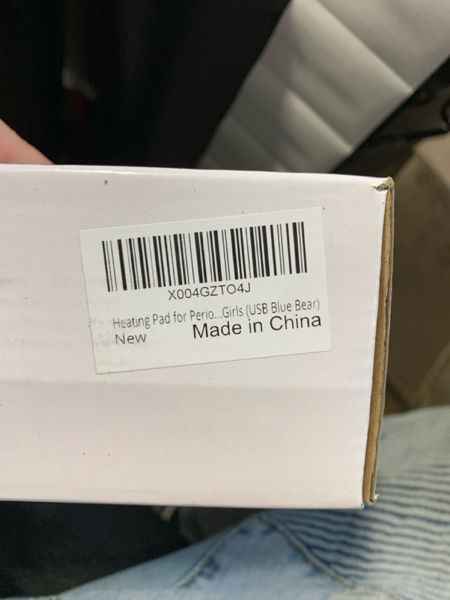 X004GZTO4J
Heating Pad for Perio...Girls (USB Blue Bear)
New
Made in China